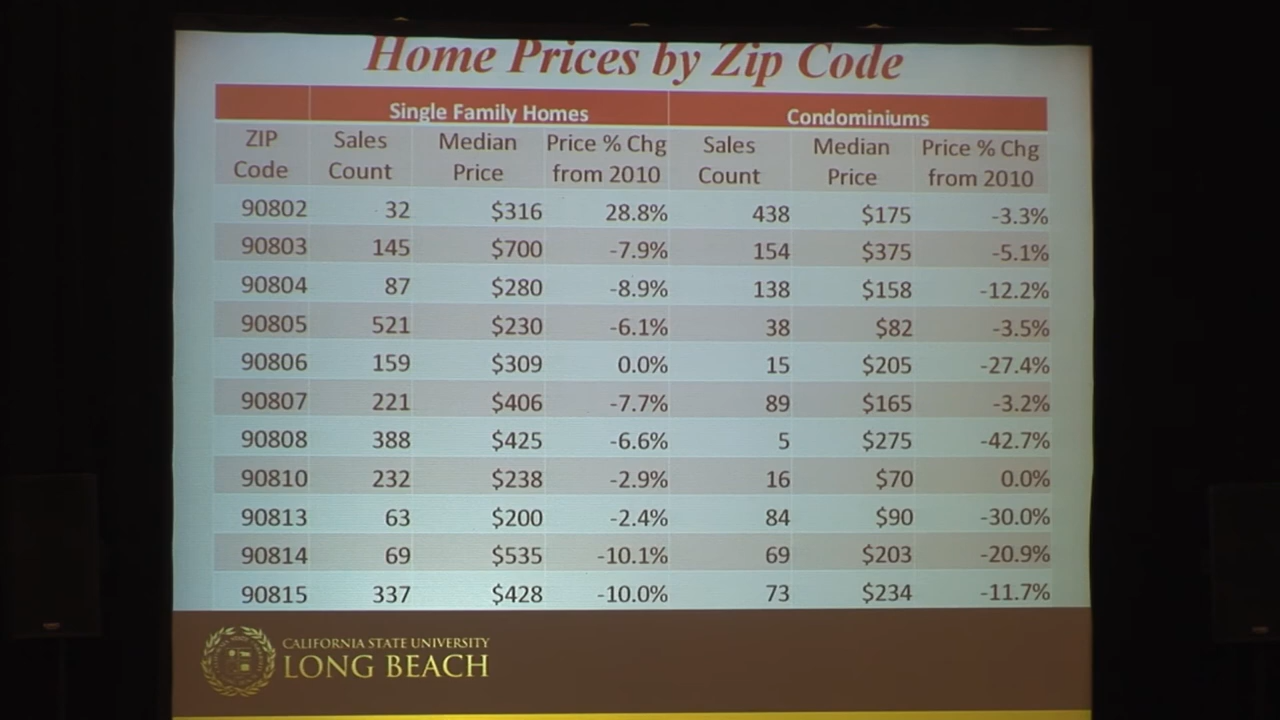 Home Prices by Zip Code
Single Family Homes Condominiums
ZIP Code Sales Count Median Price Price % Chg from 2010 Sales Count Median Price Price % Chg from 2010
90802 32 $316 28.8% 438 $175 -3.3%
90803 145 $700 -7.9% 154 $375 -5.1%
90804 87 $280 -8.9% 138 $158 -12.2%
90805 521 $230 -6.1% 38 $82 -3.5%
90806 159 $309 0.0% 15 $205 -27.4%
90807 221 $406 -7.7% 89 $165 -3.2%
90808 388 $425 -6.6% 5 $275 -42.7%
90810 232 $238 -2.9% 16 $70 0.0%
90813 63 $200 -2.4% 84 $90 -30.0%
90814 69 $535 -10.1% 69 $203 -20.9%
90815 337 $428 -10.0% 73 $234 -11.7%
CALIFORNIA STATE UNIVERSITY
LONG BEACH